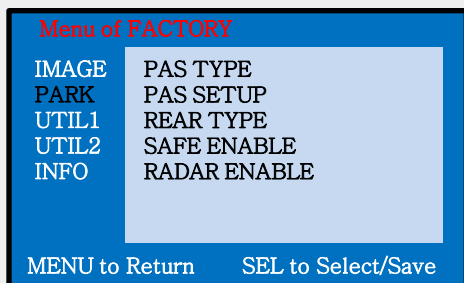 Menu of FACTORY
IMAGE PAS TYPE
PARK PAS SETUP
UTIL1 REAR TYPE
UTIL2 SAFE ENABLE
INFO RADAR ENABLE
MENU to Return SEL to Select/Save